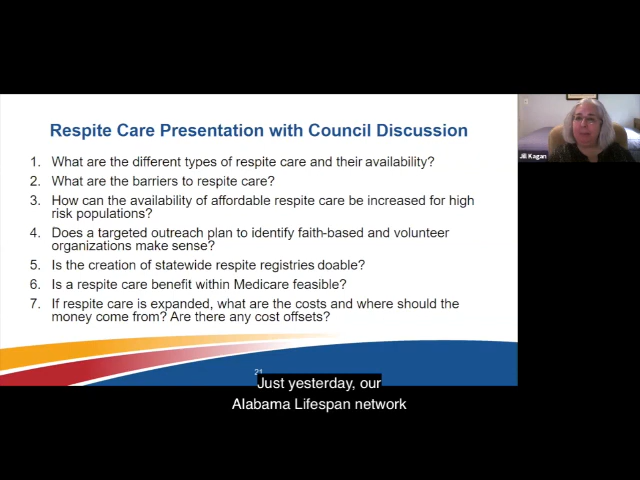 Respite Care Presentation with Council Discussion
1. What are the different types of respite care and their availability?
2. What are the barriers to respite care?
3. How can the availability of affordable respite care be increased for high
risk populations?
4. Does a targeted outreach plan to identify faith-based and volunteer
organizations make sense?
5. Is the creation of statewide respite registries doable?
6. Is a respite care benefit within Medicare feasible?
7. If respite care is expanded, what are the costs and where should the
money come from? Are there any cost offsets?
Jill Kagan
21
Just yesterday, our
Alabama Lifespan network